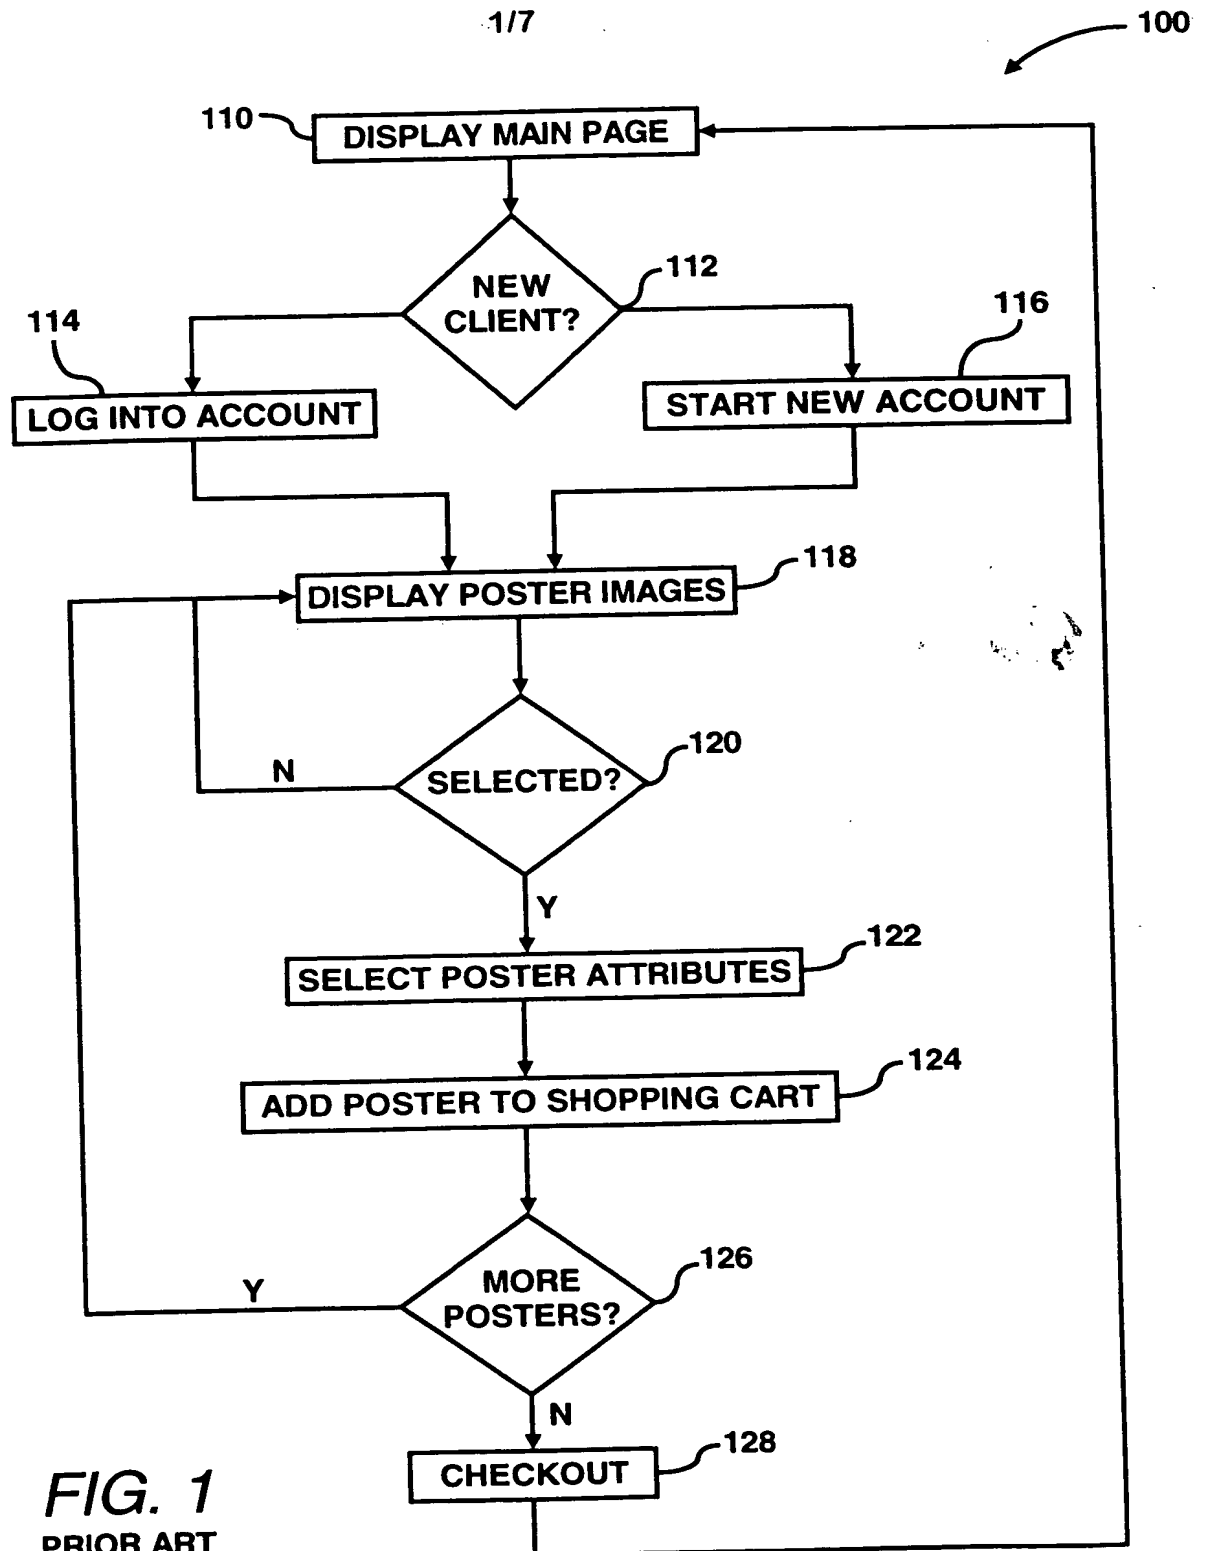 1/7
100
110
DISPLAY MAIN PAGE
NEW
CLIENT?
112
114
116
LOG INTO ACCOUNT
START NEW ACCOUNT
118
DISPLAY POSTER IMAGES
120
SELECTED?
N
Y
122
SELECT POSTER ATTRIBUTES
124
ADD POSTER TO SHOPPING CART
126
MORE
POSTERS?
Y
N
128
CHECKOUT
FIG. 1
PRIOR ART